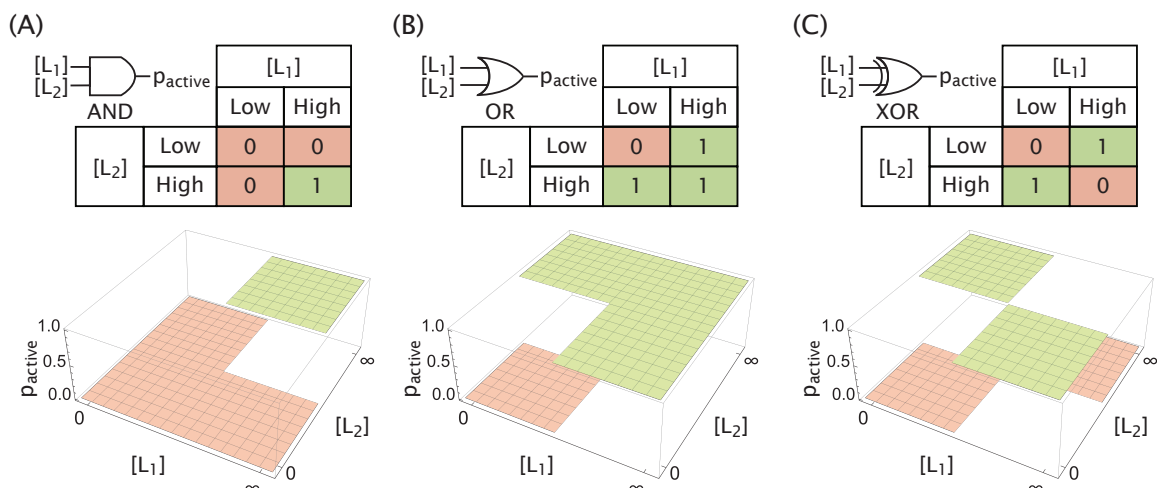 (A)
[L1]
[L2]
pactive
AND
[L1]
Low High
[L2]
Low 0 0
High 0 1
1.0
0.5
0.0
pactive
0
[L1]
∞
0
[L2]
∞
(B)
[L1]
[L2]
pactive
OR
[L1]
Low High
[L2]
Low 0 1
High 1 1
1.0
0.5
0.0
pactive
0
[L1]
∞
0
[L2]
∞
(C)
[L1]
[L2]
pactive
XOR
[L1]
Low High
[L2]
Low 0 1
High 1 0
1.0
0.5
0.0
pactive
0
[L1]
∞
0
[L2]
∞